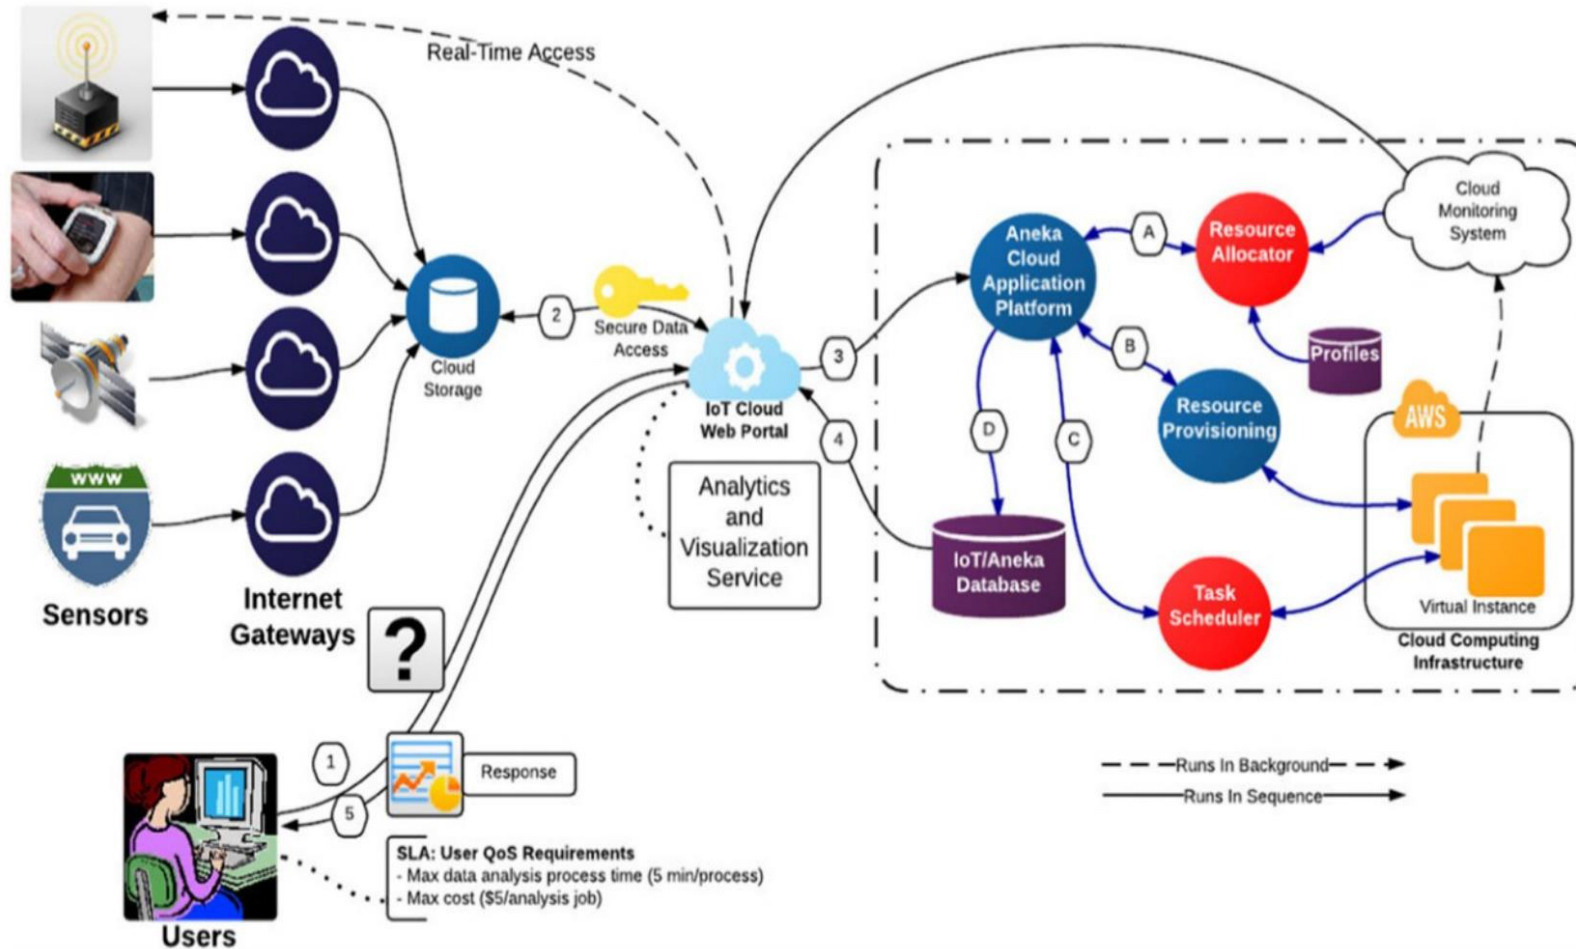 Real-Time Access
WWW
Sensors
Internet
Gateways
Cloud
Storage
2
Secure Data
Access
IoT Cloud
Web Portal
3
4
Analytics
and
Visualization
Service
Aneka
Cloud
Application
Platform
A
Resource
Allocator
Cloud
Monitoring
System
B
Profiles
Resource
Provisioning
D
C
AWS
IoT/Aneka
Database
Task
Scheduler
Virtual Instance
Cloud Computing
Infrastructure
?
1
5
Response
Users
SLA: User QoS Requirements
- Max data analysis process time (5 min/process)
- Max cost ($5/analysis job)
Runs In Background
Runs In Sequence